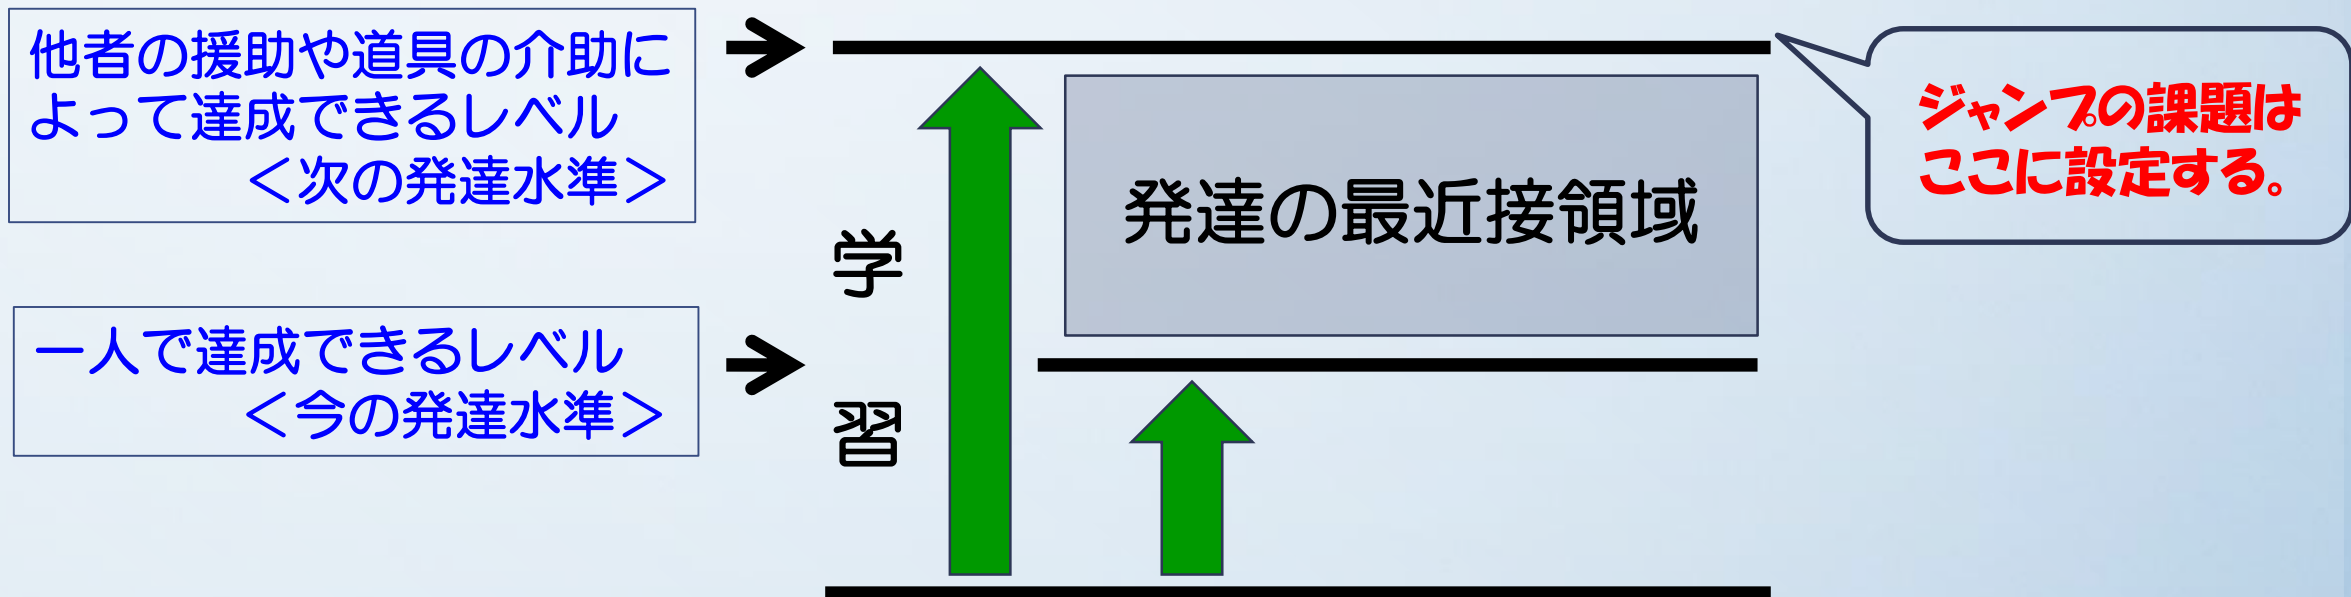 他者の援助や道具の介助に
よって達成できるレベル
＜次の発達水準＞
ジャンプの課題は
ここに設定する。
発達の最近接領域
学
習
一人で達成できるレベル
＜今の発達水準＞